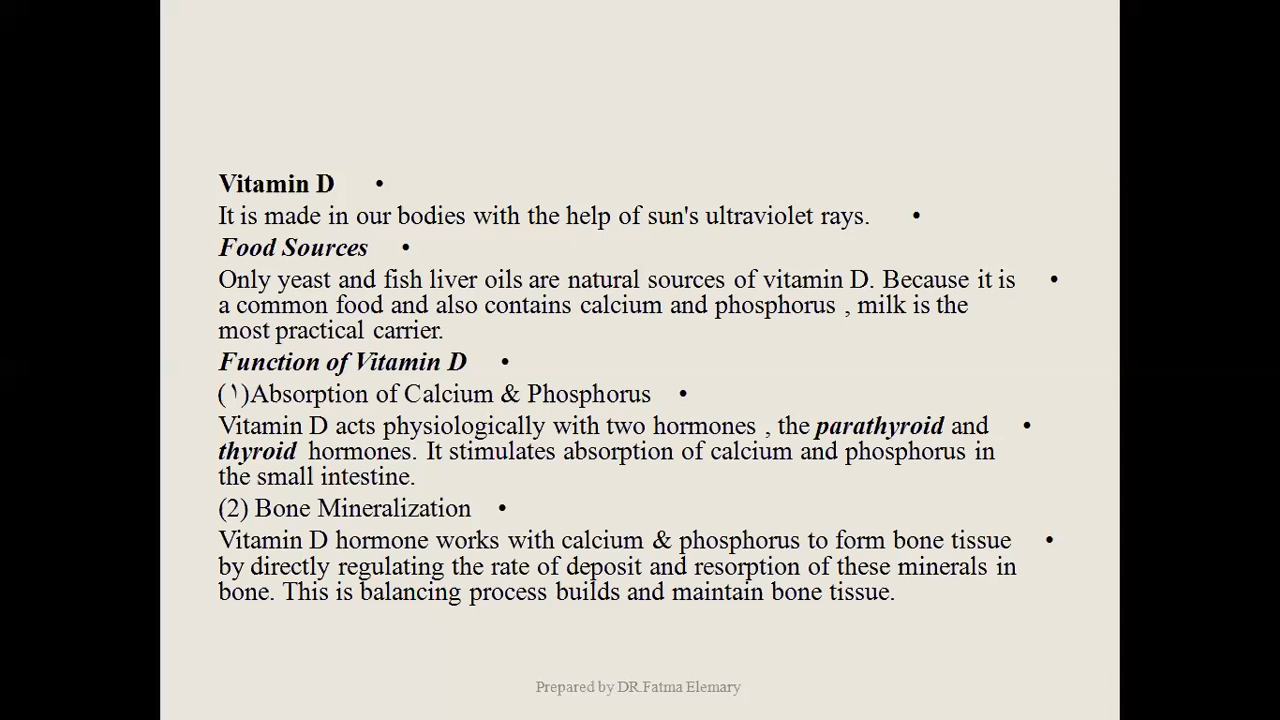 Vitamin D •
It is made in our bodies with the help of sun's ultraviolet rays. •
Food Sources •
Only yeast and fish liver oils are natural sources of vitamin D. Because it is •
a common food and also contains calcium and phosphorus , milk is the
most practical carrier.
Function of Vitamin D •
(١)Absorption of Calcium & Phosphorus •
Vitamin D acts physiologically with two hormones , the parathyroid and •
thyroid hormones. It stimulates absorption of calcium and phosphorus in
the small intestine.
(2) Bone Mineralization •
Vitamin D hormone works with calcium & phosphorus to form bone tissue •
by directly regulating the rate of deposit and resorption of these minerals in
bone. This is balancing process builds and maintain bone tissue.
Prepared by DR.Fatma Elemary